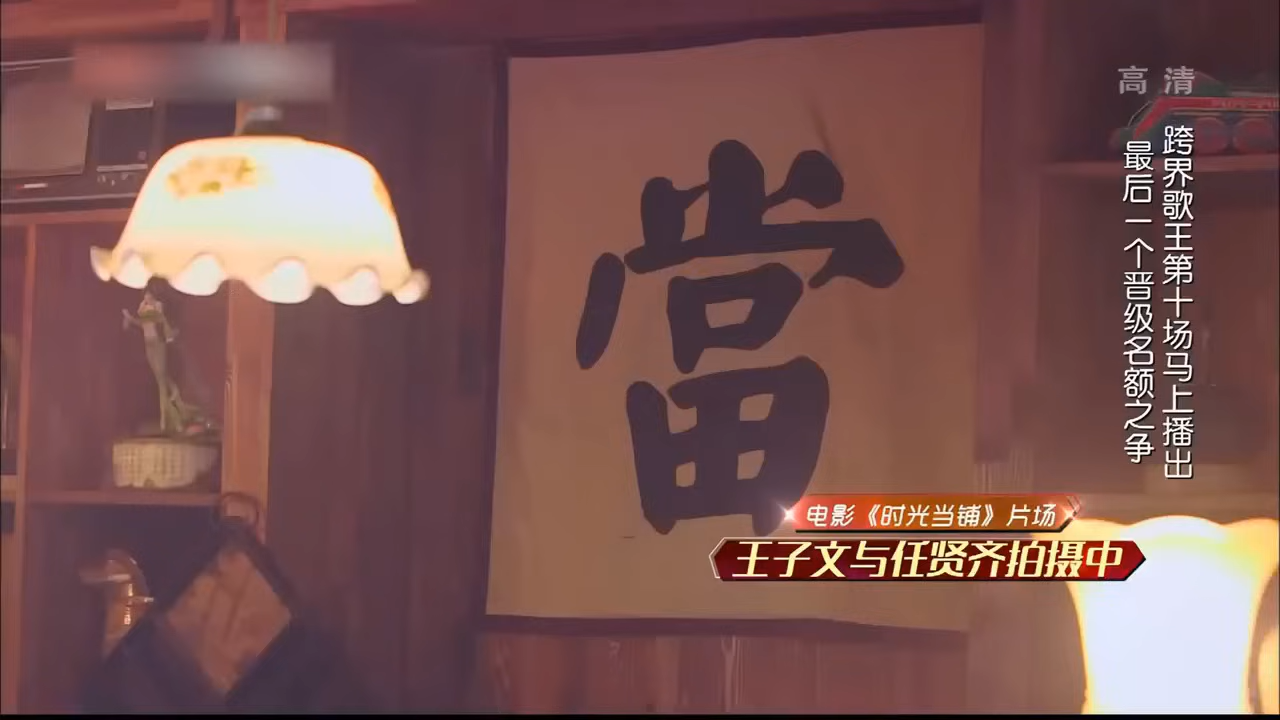 高清
跨界歌王第十场马上播出
最后一个晋级名额之争
當
电影《时光当铺》片场
王子文与任贤齐拍摄中